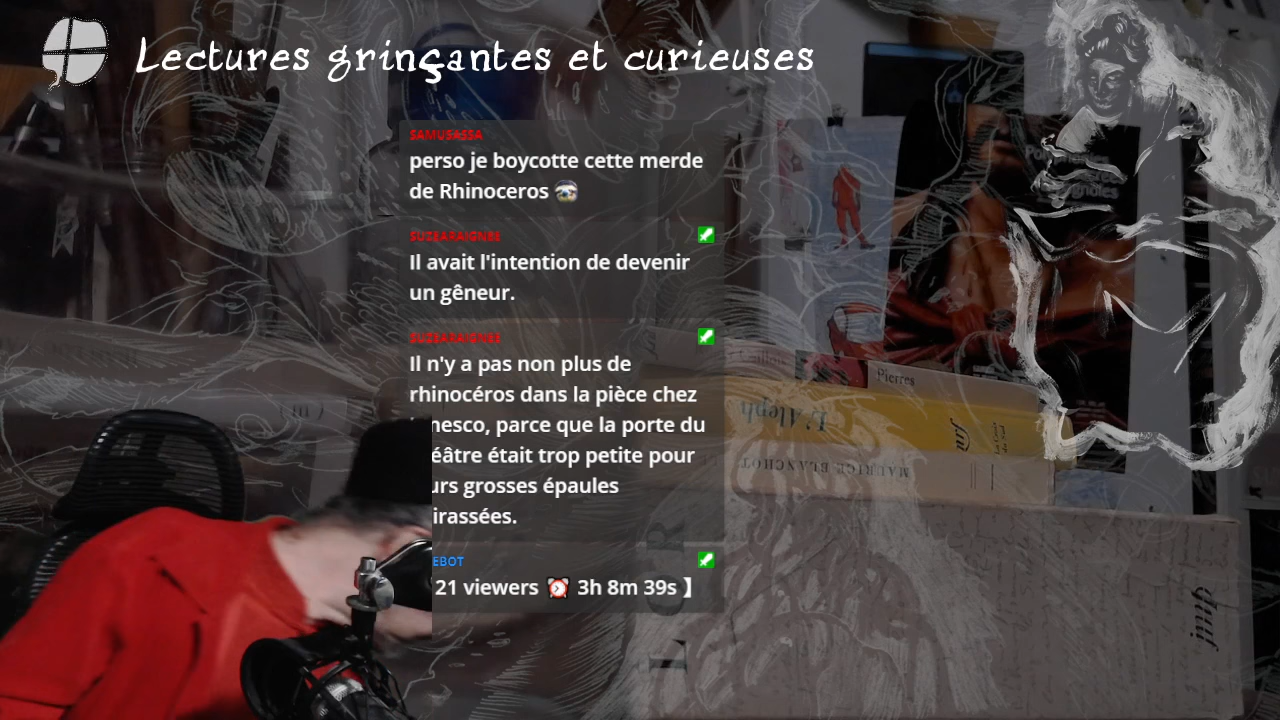 Lectures grinçantes et curieuses
SAMUSASSA
perso je boycotte cette merde
de Rhinoceros
SUZEARAIGNEE
Il avait l'intention de devenir
un gêneur.
SUZEARAIGNEE
Il n'y a pas non plus de
rhinocéros dans la pièce chez
nesco, parce que la porte du
éâtre était trop petite pour
urs grosses épaules
irassées.
EBOT
21 viewers ⏰ 3h 8m 39s 】
Pierres
L'Aleph
MAURICE BLANCHOT